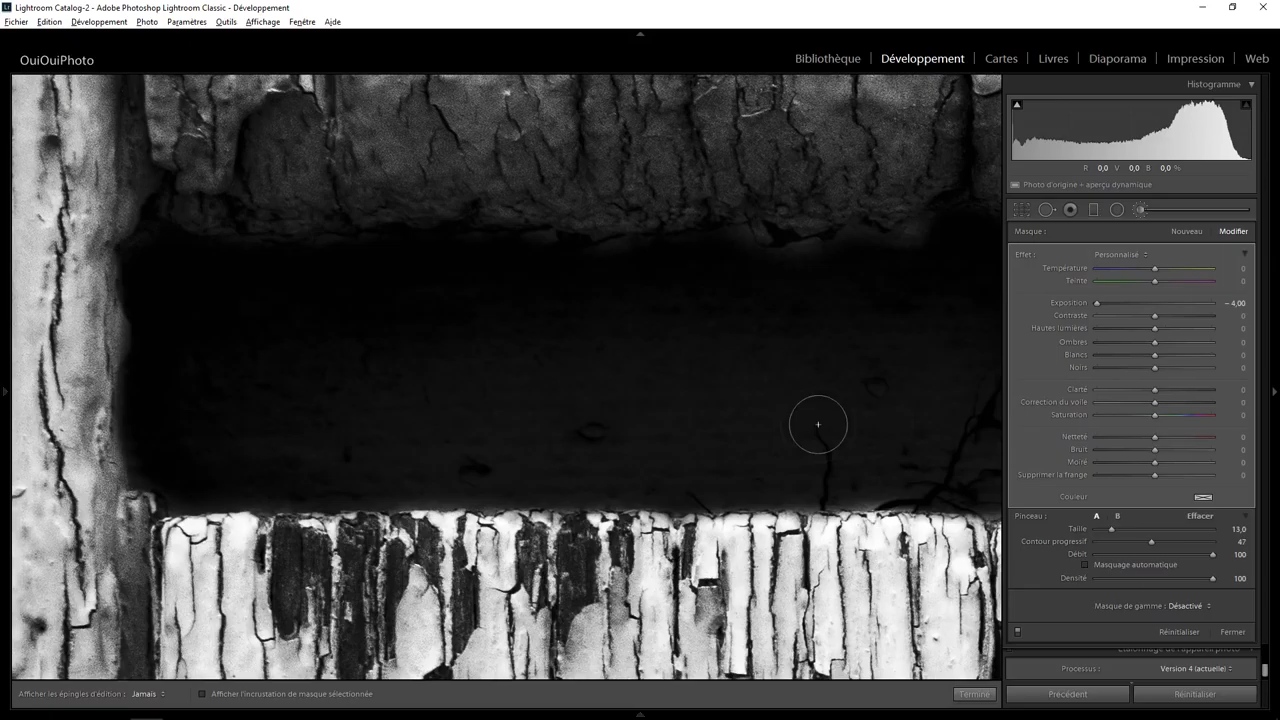 Lightroom Catalog-2 - Adobe Photoshop Lightroom Classic - Développement
Fichier Edition Développement Photo Paramètres Outils Affichage Fenêtre Aide
OuiOuiPhoto
Bibliothèque Développement Cartes Livres Diaporama Impression Web
Histogramme
R 0,0 V 0,0 B 0,0 %
Photo d'origine + aperçu dynamique
Masque : Nouveau Modifier
Effet : Personnalisé
Température 0
Teinte 0
Exposition – 4,00
Contraste 0
Hautes lumières 0
Ombres 0
Blancs 0
Noirs 0
Clarté 0
Correction du voile 0
Saturation 0
Netteté 0
Bruit 0
Moiré 0
Supprimer la frange 0
Couleur
Pinceau : A B Effacer
Taille 13,0
Contour progressif 47
Débit 100
Masquage automatique
Densité 100
Masque de gamme : Désactivé
Réinitialiser Fermer
Etalonnage de l'appareil photo
Processus : Version 4 (actuelle)
Afficher les épingles d'édition : Jamais Afficher l'incrustation de masque sélectionnée Terminé
Précédent Réinitialiser